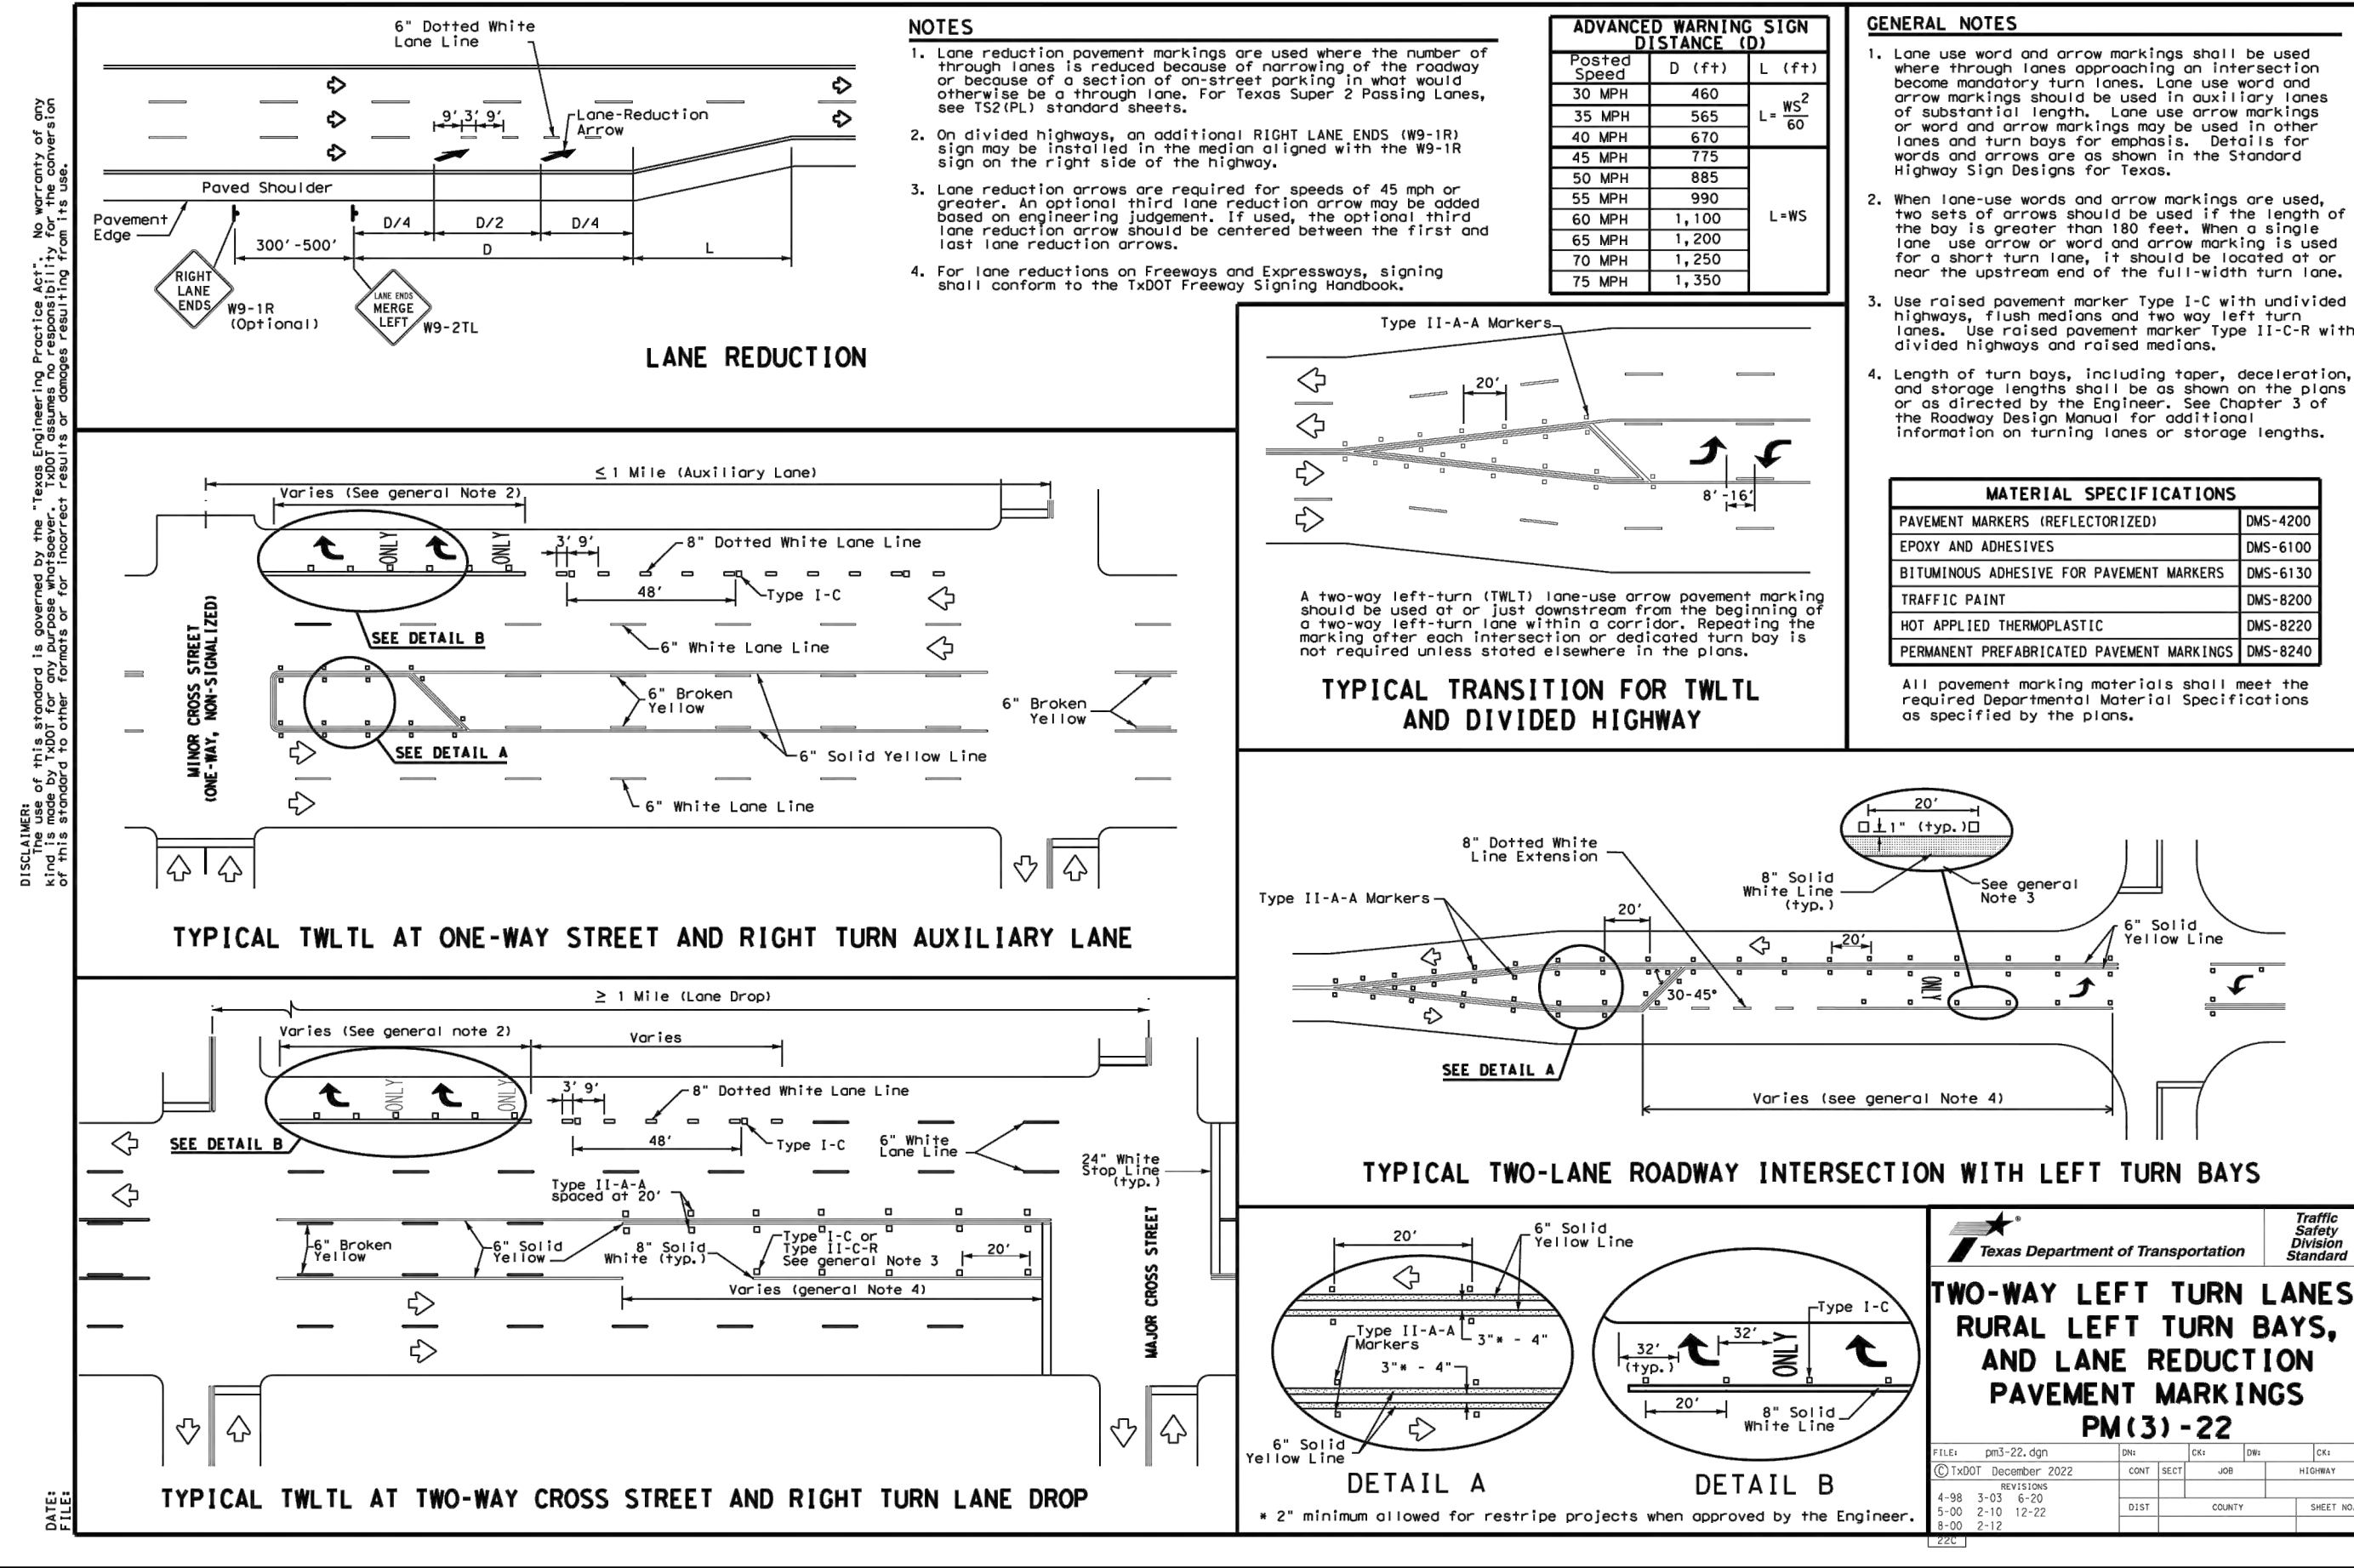 DISCLAIMER:
The use of this standard is governed by the "Texas Engineering Practice Act". No warranty of any
kind is made by TxDOT for any purpose whatsoever. TxDOT assumes no responsibility for the conversion
of this standard to other formats or for incorrect results or damages resulting from its use.
DATE:
FILE:
6" Dotted White
Lane Line
9' 3' 9'
Lane-Reduction
Arrow
Paved Shoulder
Pavement
Edge
D/4
D/2
D/4
300'-500'
D
L
RIGHT
LANE
ENDS
W9-1R
(Optional)
LANE ENDS
MERGE
LEFT
W9-2TL
LANE REDUCTION
NOTES
1. Lane reduction pavement markings are used where the number of
through lanes is reduced because of narrowing of the roadway
or because of a section of on-street parking in what would
otherwise be a through lane. For Texas Super 2 Passing Lanes,
see TS2(PL) standard sheets.
2. On divided highways, an additional RIGHT LANE ENDS (W9-1R)
sign may be installed in the median aligned with the W9-1R
sign on the right side of the highway.
3. Lane reduction arrows are required for speeds of 45 mph or
greater. An optional third lane reduction arrow may be added
based on engineering judgement. If used, the optional third
lane reduction arrow should be centered between the first and
last lane reduction arrows.
4. For lane reductions on Freeways and Expressways, signing
shall conform to the TxDOT Freeway Signing Handbook.
ADVANCED WARNING SIGN
DISTANCE (D)
Posted
Speed
D (ft)
L (ft)
30 MPH 460
35 MPH 565
40 MPH 670
L= WS²
60
45 MPH 775
50 MPH 885
55 MPH 990
60 MPH 1,100
65 MPH 1,200
70 MPH 1,250
75 MPH 1,350
L=WS
GENERAL NOTES
1. Lane use word and arrow markings shall be used
where through lanes approaching an intersection
become mandatory turn lanes. Lane use word and
arrow markings should be used in auxiliary lanes
of substantial length. Lane use arrow markings
or word and arrow markings may be used in other
lanes and turn bays for emphasis. Details for
words and arrows are as shown in the Standard
Highway Sign Designs for Texas.
2. When lane-use words and arrow markings are used,
two sets of arrows should be used if the length of
the bay is greater than 180 feet. When a single
lane use arrow or word and arrow marking is used
for a short turn lane, it should be located at or
near the upstream end of the full-width turn lane.
3. Use raised pavement marker Type I-C with undivided
highways, flush medians and two way left turn
lanes. Use raised pavement marker Type II-C-R with
divided highways and raised medians.
4. Length of turn bays, including taper, deceleration,
and storage lengths shall be as shown on the plans
or as directed by the Engineer. See Chapter 3 of
the Roadway Design Manual for additional
information on turning lanes or storage lengths.
MATERIAL SPECIFICATIONS
PAVEMENT MARKERS (REFLECTORIZED) DMS-4200
EPOXY AND ADHESIVES DMS-6100
BITUMINOUS ADHESIVE FOR PAVEMENT MARKERS DMS-6130
TRAFFIC PAINT DMS-8200
HOT APPLIED THERMOPLASTIC DMS-8220
PERMANENT PREFABRICATED PAVEMENT MARKINGS DMS-8240
All pavement marking materials shall meet the
required Departmental Material Specifications
as specified by the plans.
Type II-A-A Markers
20'
8'-16'
A two-way left-turn (TWLT) lane-use arrow pavement marking
should be used at or just downstream from the beginning of
a two-way left-turn lane within a corridor. Repeating the
marking after each intersection or dedicated turn bay is
not required unless stated elsewhere in the plans.
TYPICAL TRANSITION FOR TWLTL
AND DIVIDED HIGHWAY
≤ 1 Mile (Auxiliary Lane)
Varies (See general Note 2)
ONLY
ONLY
3' 9'
8" Dotted White Lane Line
48'
Type I-C
SEE DETAIL B
6" White Lane Line
6" Broken
Yellow
6" Broken
Yellow
SEE DETAIL A
6" Solid Yellow Line
6" White Lane Line
MINOR CROSS STREET
(ONE-WAY, NON-SIGNALIZED)
TYPICAL TWLTL AT ONE-WAY STREET AND RIGHT TURN AUXILIARY LANE
≥ 1 Mile (Lane Drop)
Varies (See general note 2)
Varies
ONLY
ONLY
3' 9'
8" Dotted White Lane Line
48'
Type I-C
SEE DETAIL B
6" White
Lane Line
24" White
Stop Line
(typ.)
Type II-A-A
spaced at 20'
6" Broken
Yellow
6" Solid
Yellow
8" Solid
White (typ.)
Type I-C or
Type II-C-R
See general Note 3
20'
Varies (general Note 4)
MAJOR CROSS STREET
TYPICAL TWLTL AT TWO-WAY CROSS STREET AND RIGHT TURN LANE DROP
20'
1" (typ.)
8" Dotted White
Line Extension
8" Solid
White Line
(typ.)
See general
Note 3
Type II-A-A Markers
20'
20'
6" Solid
Yellow Line
30-45°
ONLY
SEE DETAIL A
Varies (see general Note 4)
TYPICAL TWO-LANE ROADWAY INTERSECTION WITH LEFT TURN BAYS
20'
6" Solid
Yellow Line
Type II-A-A
Markers
3"* - 4"
3"* - 4"
6" Solid
Yellow Line
DETAIL A
Type I-C
32'
(typ.)
32'
ONLY
20'
8" Solid
White Line
DETAIL B
* 2" minimum allowed for restripe projects when approved by the Engineer.
®
Texas Department of Transportation
Traffic
Safety
Division
Standard
TWO-WAY LEFT TURN LANES
RURAL LEFT TURN BAYS,
AND LANE REDUCTION
PAVEMENT MARKINGS
PM(3)-22
FILE: pm3-22.dgn DN: CK: DW: CK:
© TxDOT December 2022 CONT SECT JOB HIGHWAY
REVISIONS
4-98 3-03 6-20
5-00 2-10 12-22
8-00 2-12
DIST COUNTY SHEET NO.
22C